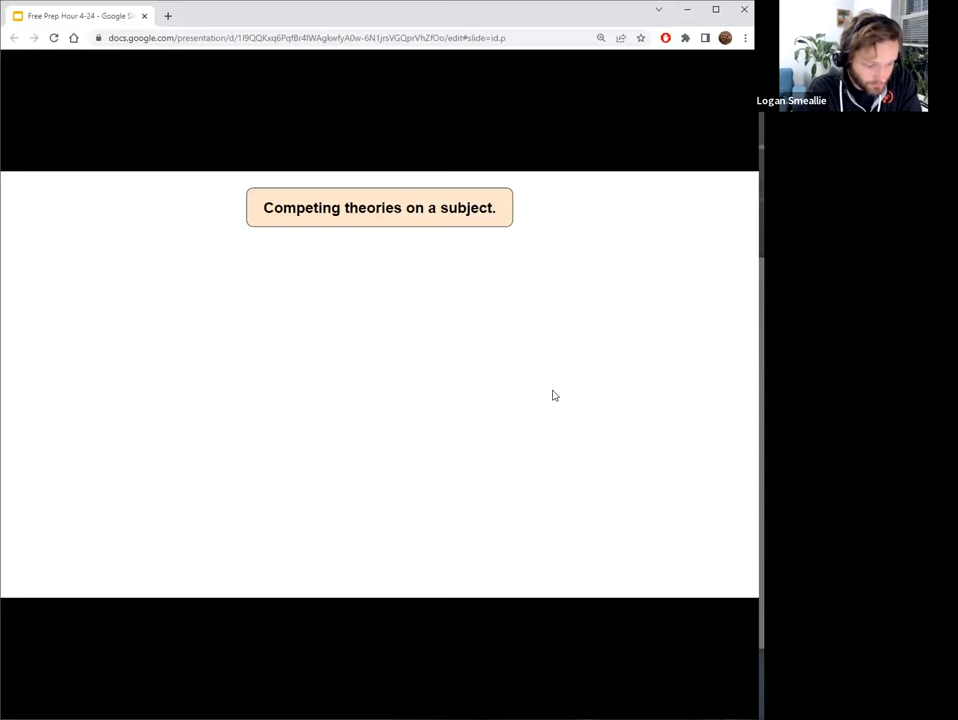 Free Prep Hour 4-24 - Google Sl
docs.google.com/presentation/d/1I9QQKxq6PqfBr4lWAgkwfyA0w-6N1jrsVGQprVhZfOo/edit#slide=id.p
Logan Smeallie
Competing theories on a subject.